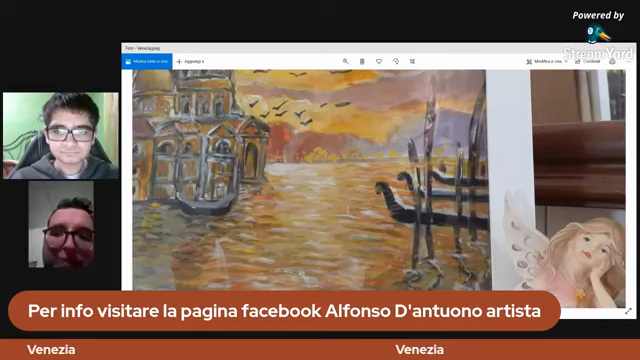 Powered by
StreamYard
Foto - Venezia.jpeg
Mostra tutte le foto
Aggiungi a
Modifica e crea
Condividi
Per info visitare la pagina facebook Alfonso D'antuono artista
Venezia
Venezia